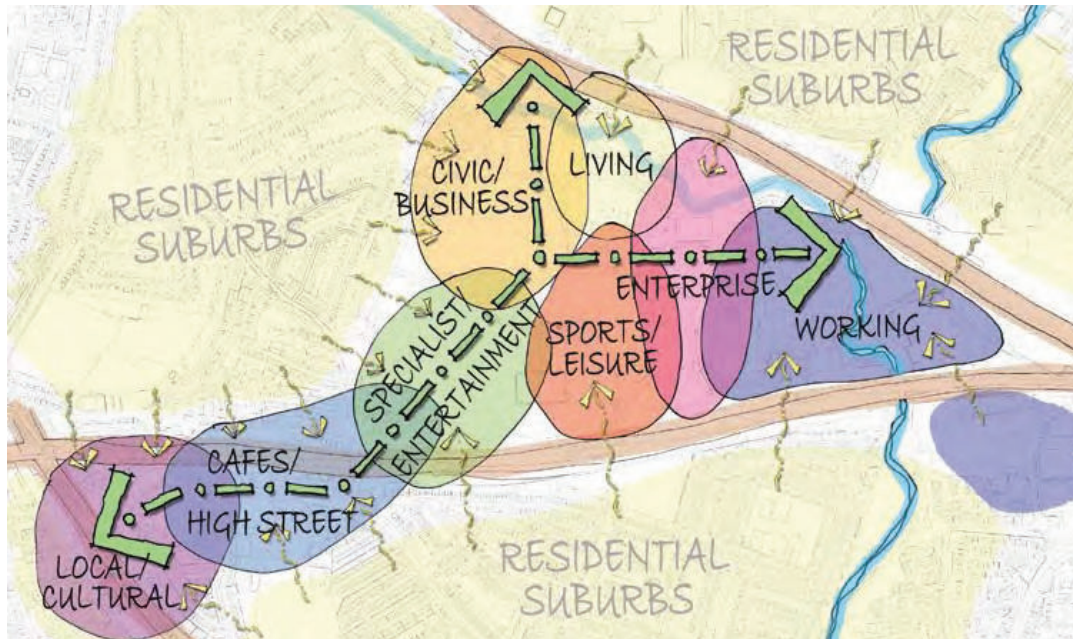 RESIDENTIAL
SUBURBS
CIVIC/
BUSINESS
LIVING
RESIDENTIAL
SUBURBS
SPECIALIST/
ENTERTAINMENT
SPORTS/
LEISURE
ENTERPRISE
WORKING
CAFES/
HIGH STREET
LOCAL/
CULTURAL
RESIDENTIAL
SUBURBS